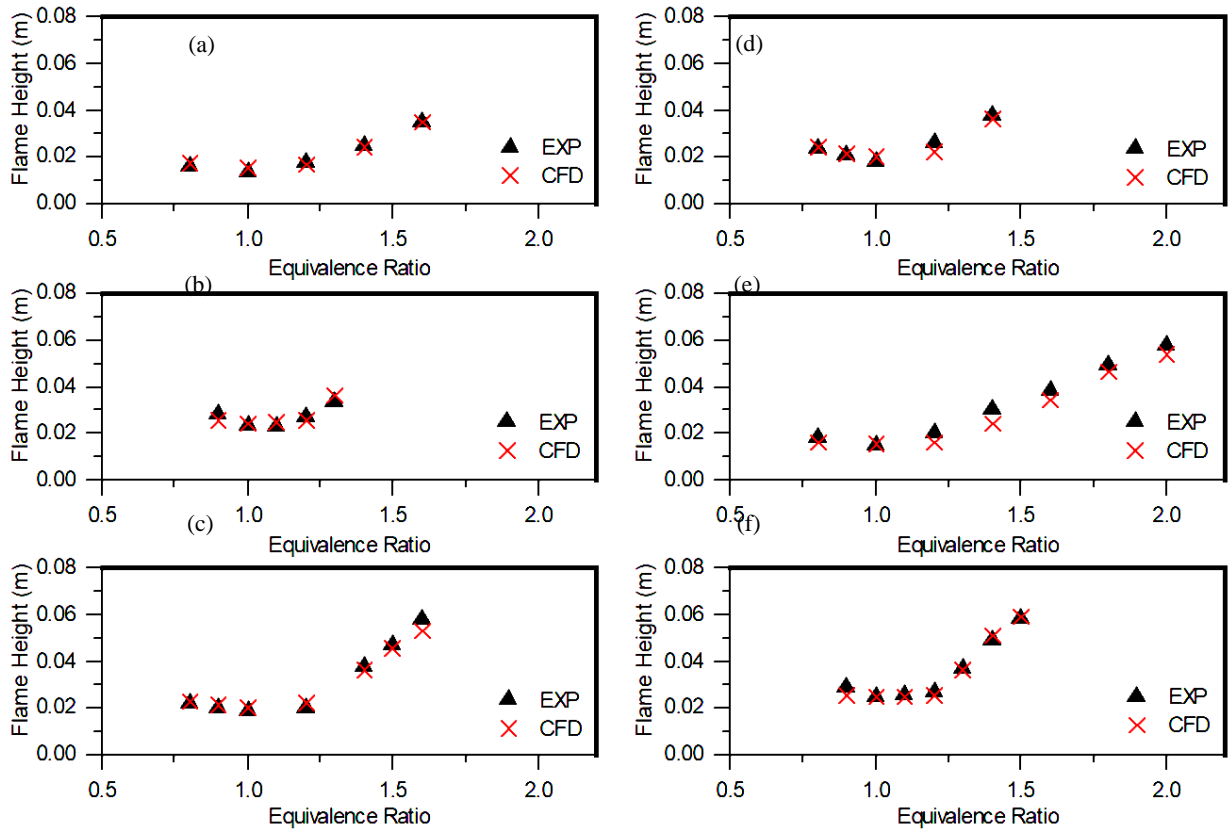 0.08
0.06
0.04
0.02
0.00
Flame Height (m)
(a)
EXP
CFD
0.5 1.0 1.5 2.0
Equivalence Ratio
0.08
0.06
0.04
0.02
0.00
Flame Height (m)
(d)
EXP
CFD
0.5 1.0 1.5 2.0
Equivalence Ratio
(b)
0.08
0.06
0.04
0.02
0.00
Flame Height (m)
EXP
CFD
0.5 1.0 1.5 2.0
Equivalence Ratio
(e)
0.08
0.06
0.04
0.02
0.00
Flame Height (m)
EXP
CFD
0.5 1.0 1.5 2.0
Equivalence Ratio
(c)
0.08
0.06
0.04
0.02
0.00
Flame Height (m)
EXP
CFD
0.5 1.0 1.5 2.0
Equivalence Ratio
(f)
0.08
0.06
0.04
0.02
0.00
Flame Height (m)
EXP
CFD
0.5 1.0 1.5 2.0
Equivalence Ratio